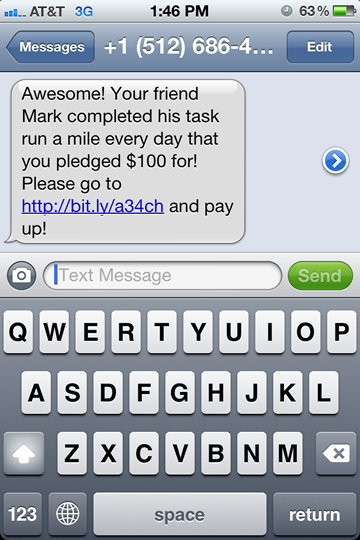 AT&T 3G 1:46 PM 63%
Messages +1 (512) 686-4... Edit
Awesome! Your friend
Mark completed his task
run a mile every day that
you pledged $100 for!
Please go to
http://bit.ly/a34ch and pay
up!
Text Message Send
Q W E R T Y U I O P
A S D F G H J K L
Z X C V B N M
123 space return